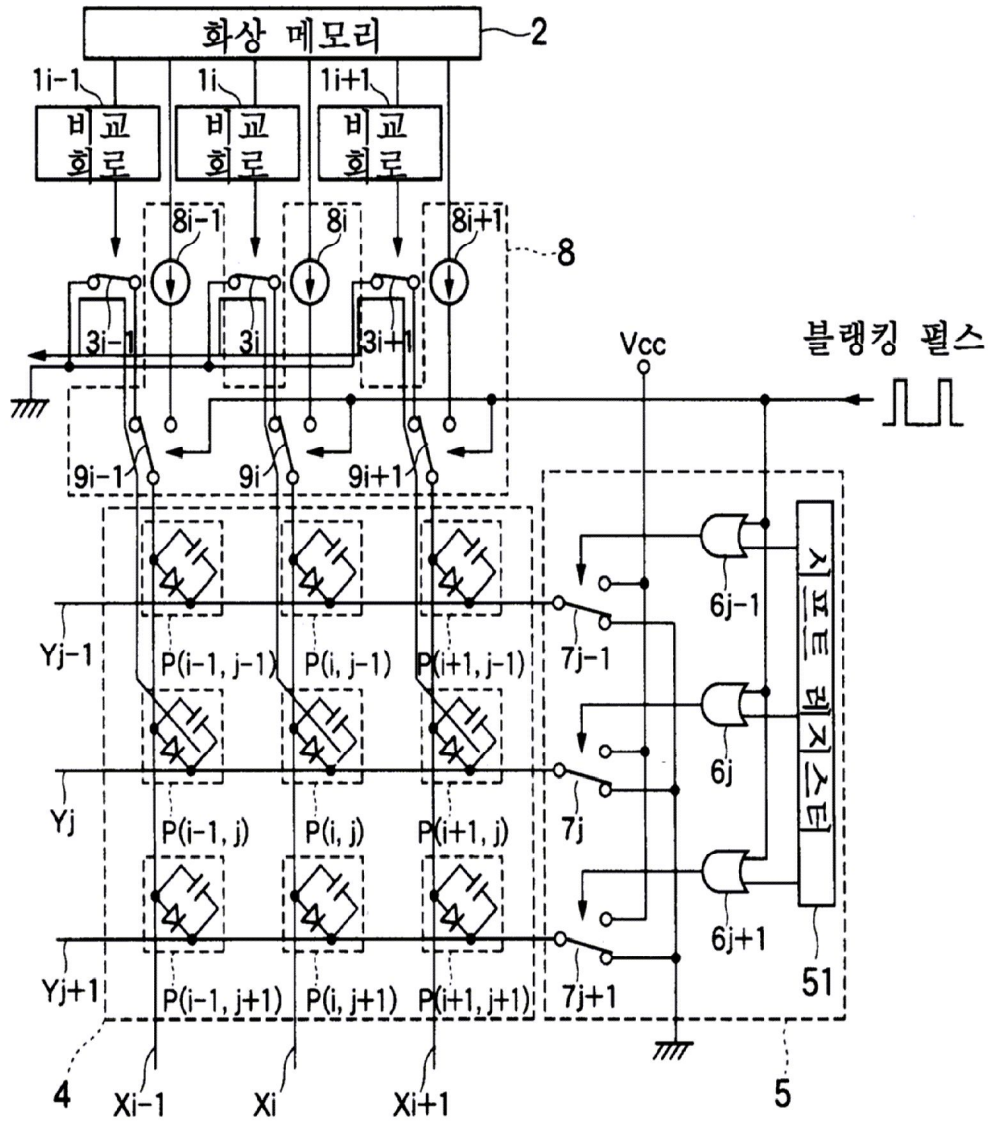 화상 메모리
2
1i-1
1i
1i+1
비교
회로
비교
회로
비교
회로
8i-1
8i
8i+1
8
3i-1
3i
3i+1
Vcc
블랭킹 펄스
9i-1
9i
9i+1
6j-1
Yj-1
P(i-1, j-1)
P(i, j-1)
P(i+1, j-1)
7j-1
시프트 레지스터
6j
Yj
P(i-1, j)
P(i, j)
P(i+1, j)
7j
6j+1
Yj+1
P(i-1, j+1)
P(i, j+1)
P(i+1, j+1)
7j+1
51
4
Xi-1
Xi
Xi+1
5